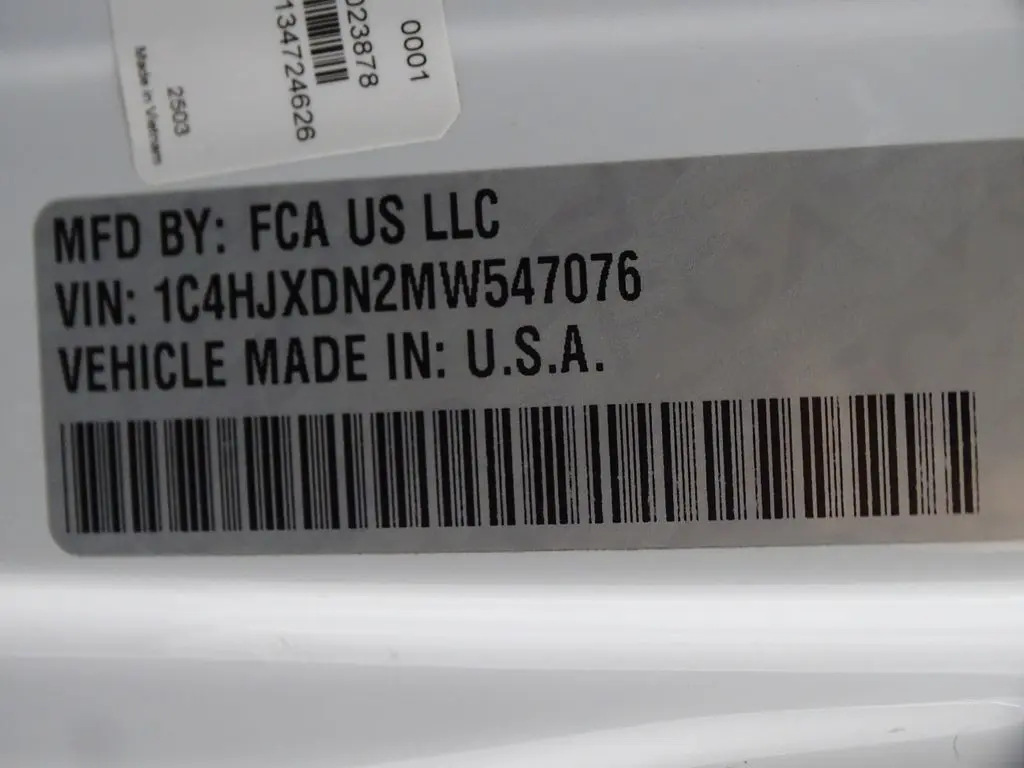 0001
023878
134724626
2503
Made in Vietnam
MFD BY: FCA US LLC
VIN: 1C4HJXDN2MW547076
VEHICLE MADE IN: U.S.A.